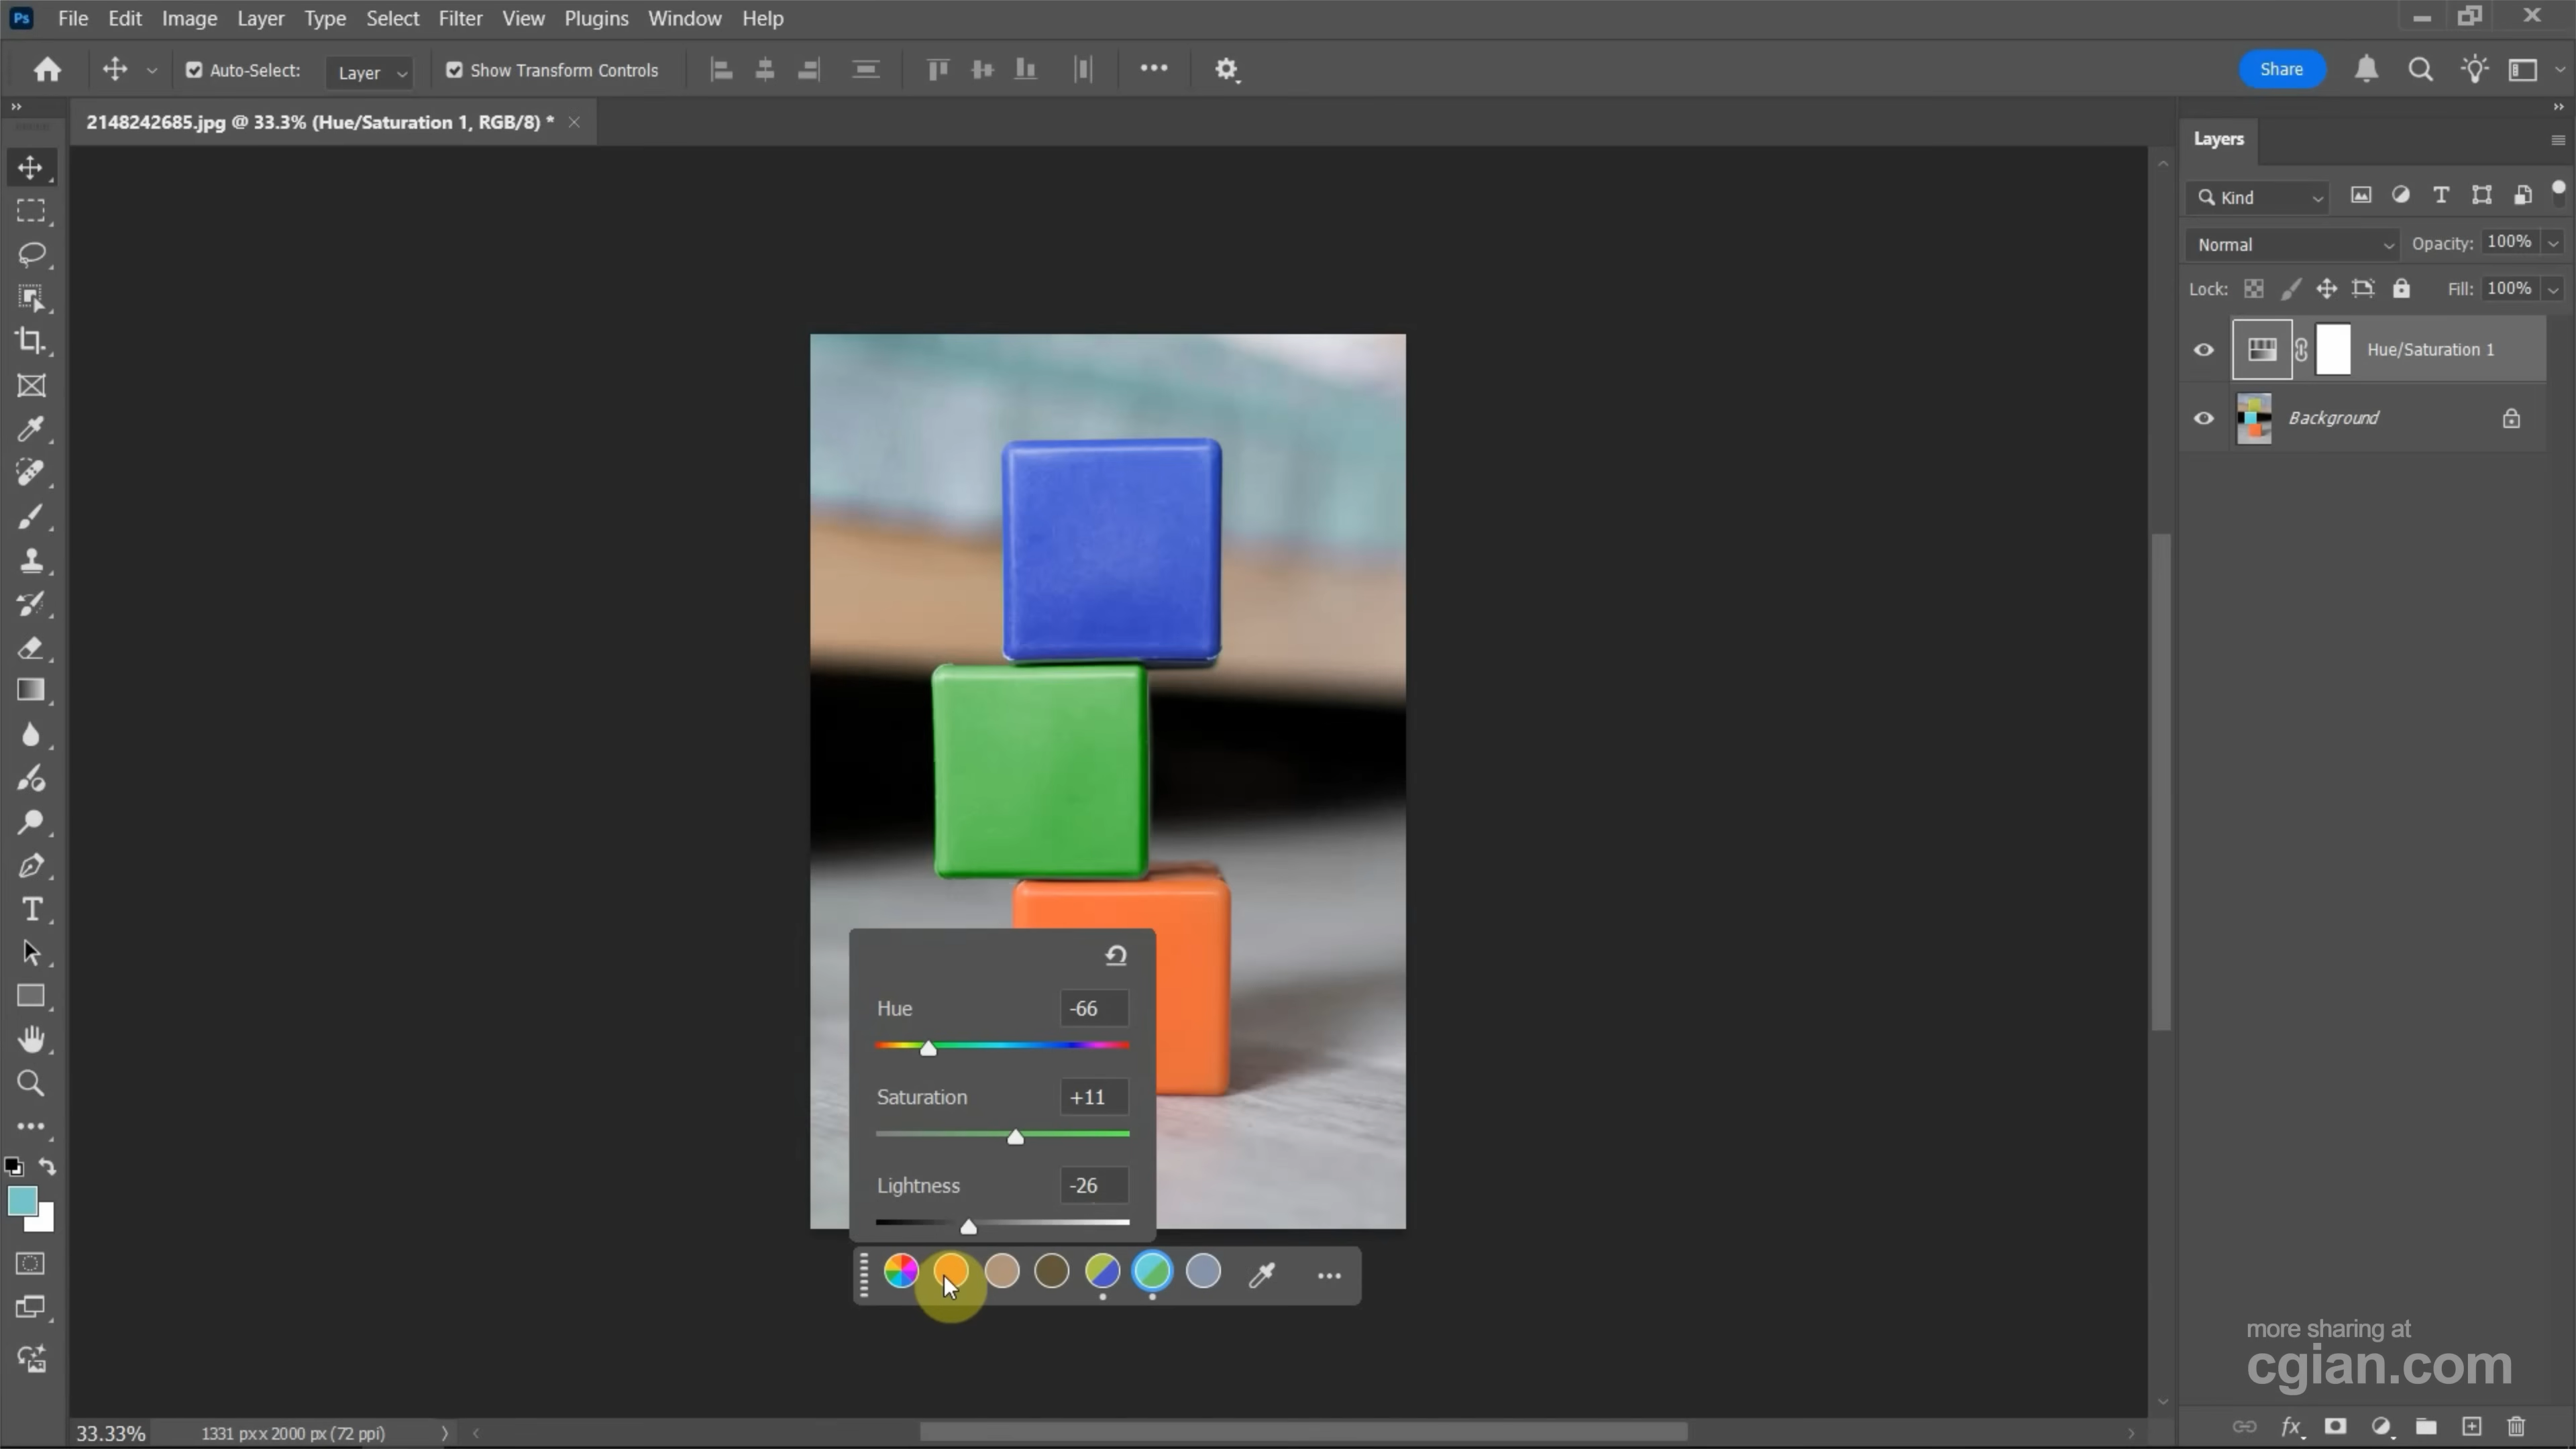 Ps File Edit Image Layer Type Select Filter View Plugins Window Help
Auto-Select: Layer Show Transform Controls Share
2148242685.jpg @ 33.3% (Hue/Saturation 1, RGB/8) *
Layers
Kind
Normal Opacity: 100%
Lock: Fill: 100%
Hue/Saturation 1
Background
Hue -66
Saturation +11
Lightness -26
more sharing at
cgian.com
33.33% 1331 px x 2000 px (72 ppi)
fx